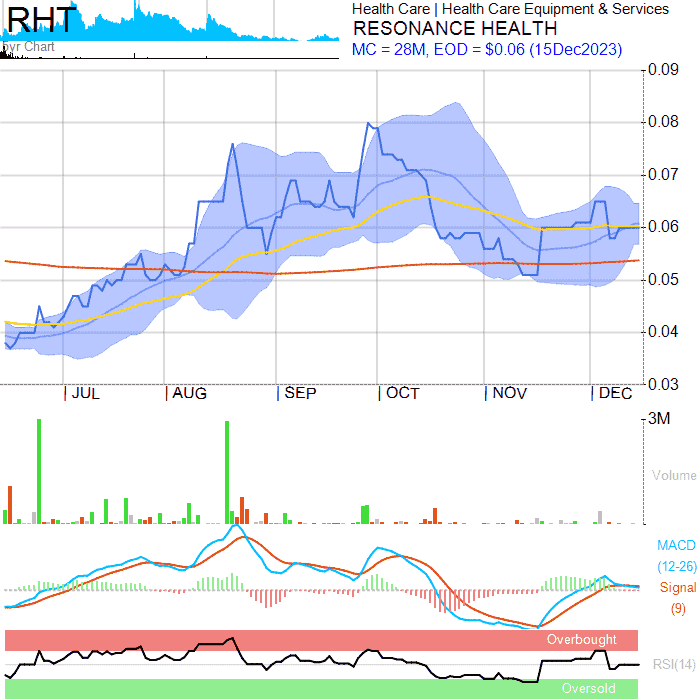 RHT
5yr Chart
Health Care | Health Care Equipment & Services
RESONANCE HEALTH
MC = 28M, EOD = $0.06 (15Dec2023)
0.09
0.08
0.07
0.06
0.05
0.04
0.03
JUL
AUG
SEP
OCT
NOV
DEC
3M
Volume
MACD
(12-26)
Signal
(9)
Overbought
RSI(14)
Oversold